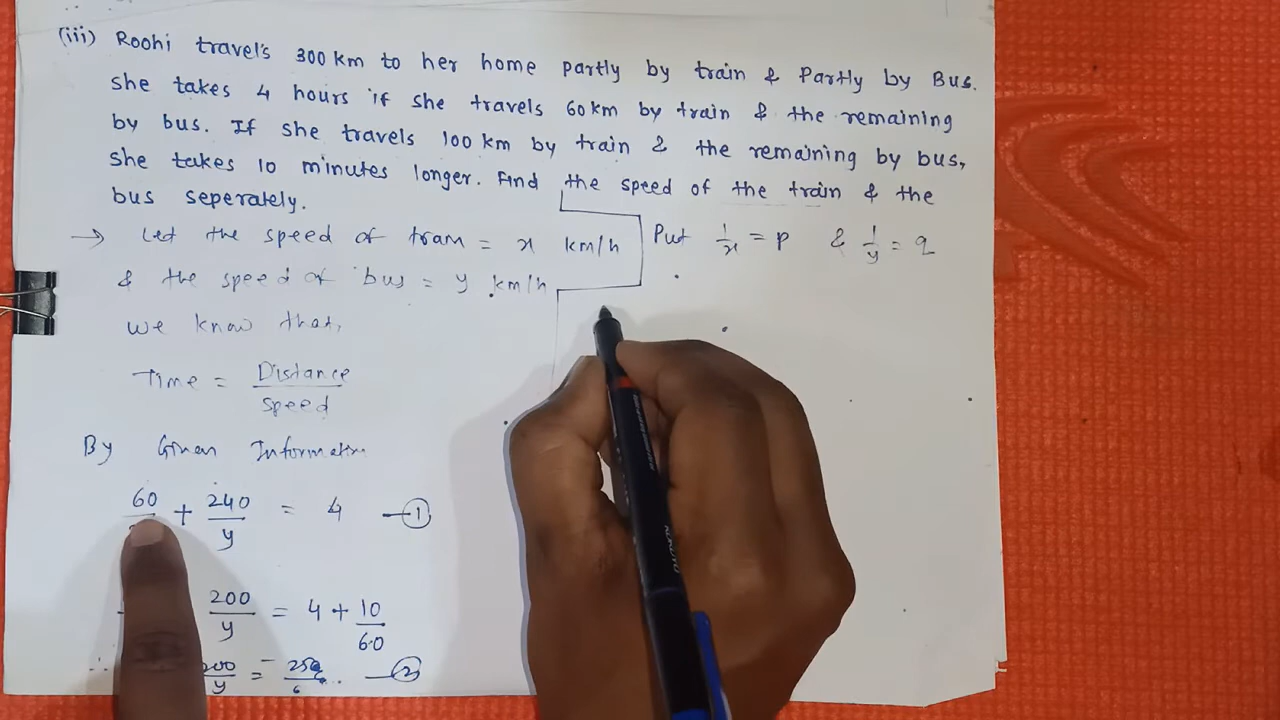 (iii) Roohi travel's 300 km to her home partly by train & Partly by Bus.
She takes 4 hours if she travels 60 km by train & the remaining
by bus. If she travels 100 km by train & the remaining by bus,
She takes 10 minutes longer. Find the speed of the train & the
bus seperately.
→ Let the speed of train = x km/h
& the speed of bus = y km/h
we know that,
Time = Distance / Speed
By Given Information
60 + 240/y = 4 —①
200/y = 4 + 10/60
∴ 200/y = —②
Put 1/x = p & 1/y = q